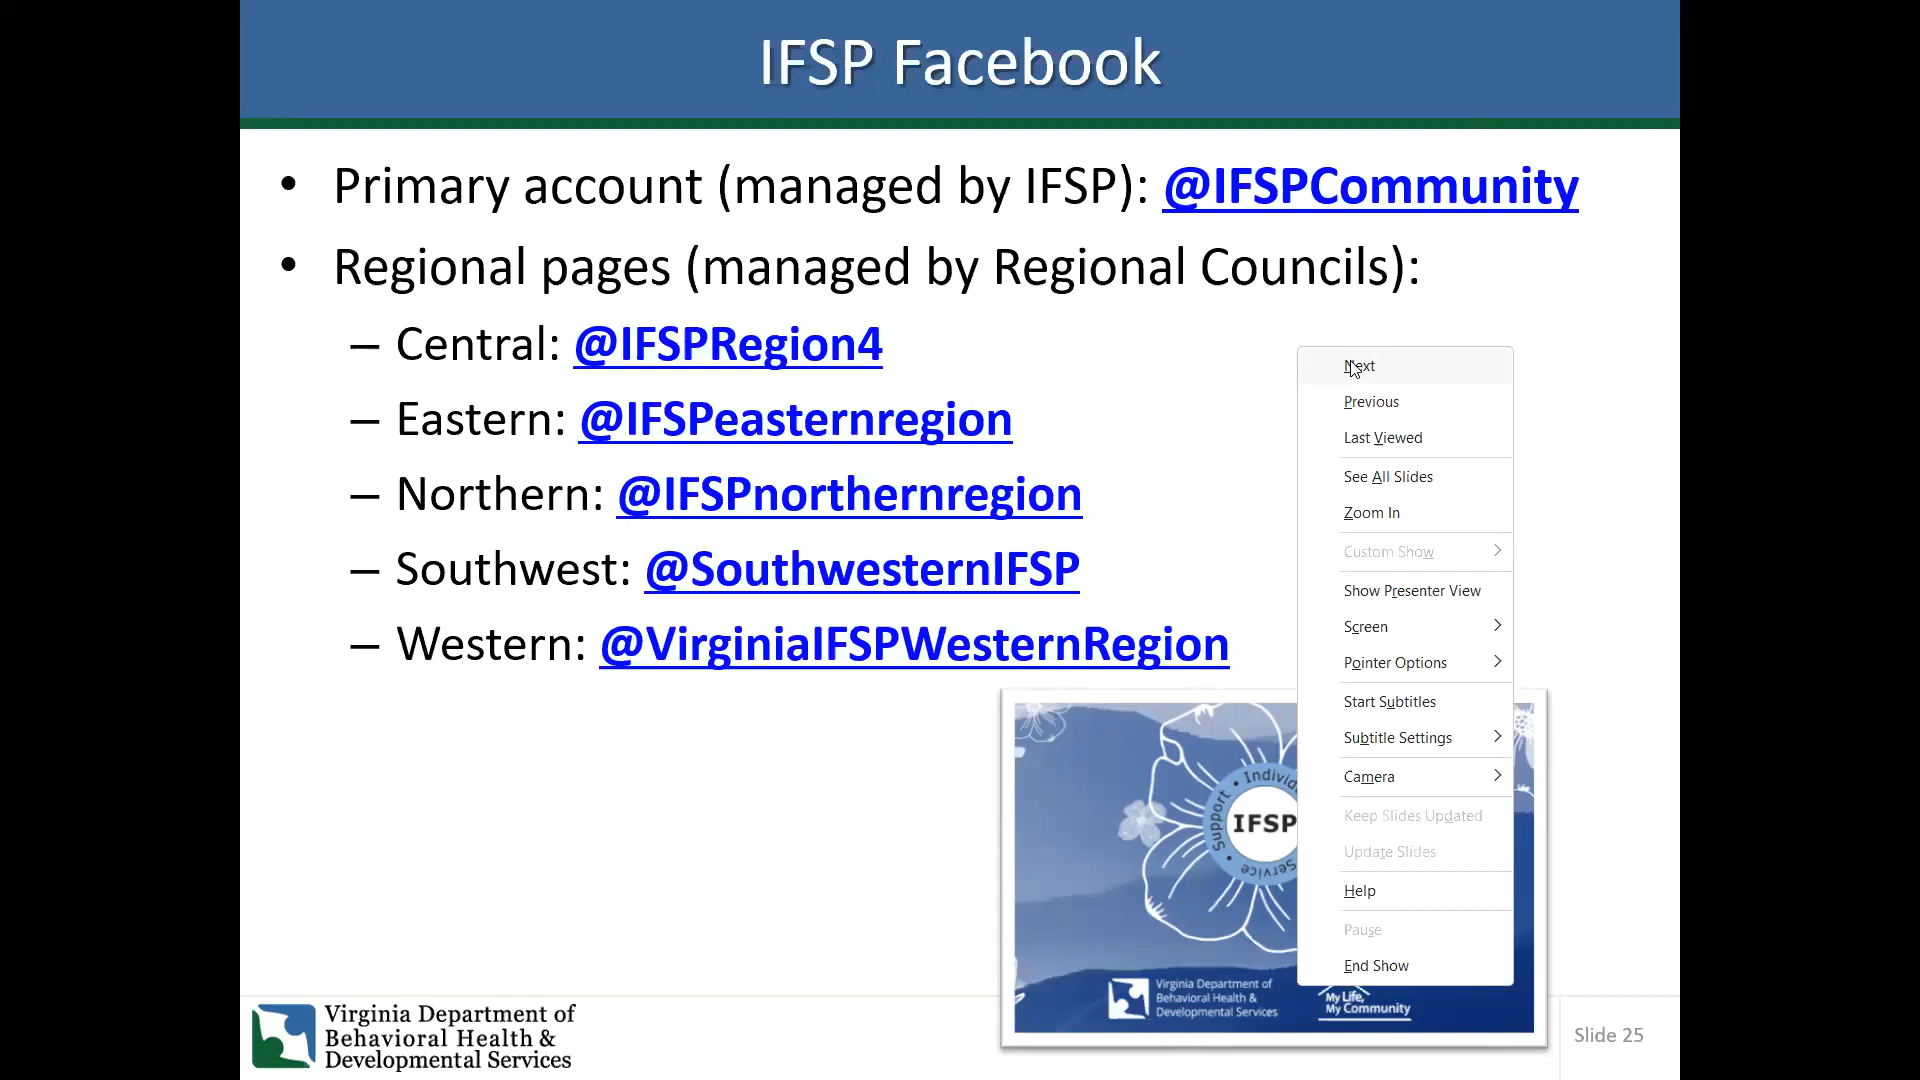 IFSP Facebook
• Primary account (managed by IFSP): @IFSPCommunity
• Regional pages (managed by Regional Councils):
– Central: @IFSPRegion4
– Eastern: @IFSPeasternregion
– Northern: @IFSPnorthernregion
– Southwest: @SouthwesternIFSP
– Western: @VirginiaIFSPWesternRegion
Next
Previous
Last Viewed
See All Slides
Zoom In
Custom Show
Show Presenter View
Screen
Pointer Options
Start Subtitles
Subtitle Settings
Camera
Keep Slides Updated
Update Slides
Help
Pause
End Show
Support • Individ
IFSP
Service
Virginia Department of
Behavioral Health &
Developmental Services
My Life,
My Community
Virginia Department of
Behavioral Health &
Developmental Services
Slide 25